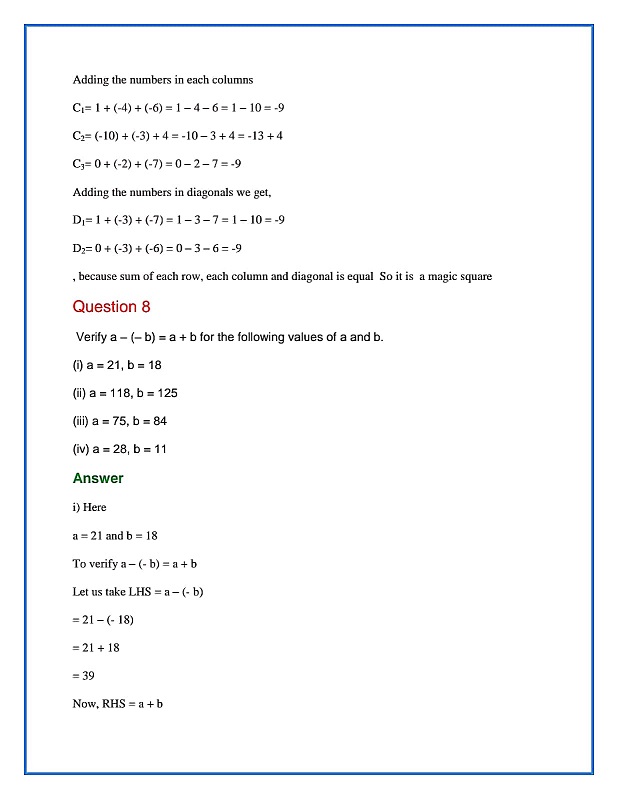 Adding the numbers in each columns
C₁= 1 + (-4) + (-6) = 1 – 4 – 6 = 1 – 10 = -9
C₂= (-10) + (-3) + 4 = -10 – 3 + 4 = -13 + 4
C₃= 0 + (-2) + (-7) = 0 – 2 – 7 = -9
Adding the numbers in diagonals we get,
D₁= 1 + (-3) + (-7) = 1 – 3 – 7 = 1 – 10 = -9
D₂= 0 + (-3) + (-6) = 0 – 3 – 6 = -9
, because sum of each row, each column and diagonal is equal  So it is  a magic square
Question 8
Verify a – (– b) = a + b for the following values of a and b.
(i) a = 21, b = 18
(ii) a = 118, b = 125
(iii) a = 75, b = 84
(iv) a = 28, b = 11
Answer
i) Here
a = 21 and b = 18
To verify a – (- b) = a + b
Let us take LHS = a – (- b)
= 21 – (- 18)
= 21 + 18
= 39
Now, RHS = a + b